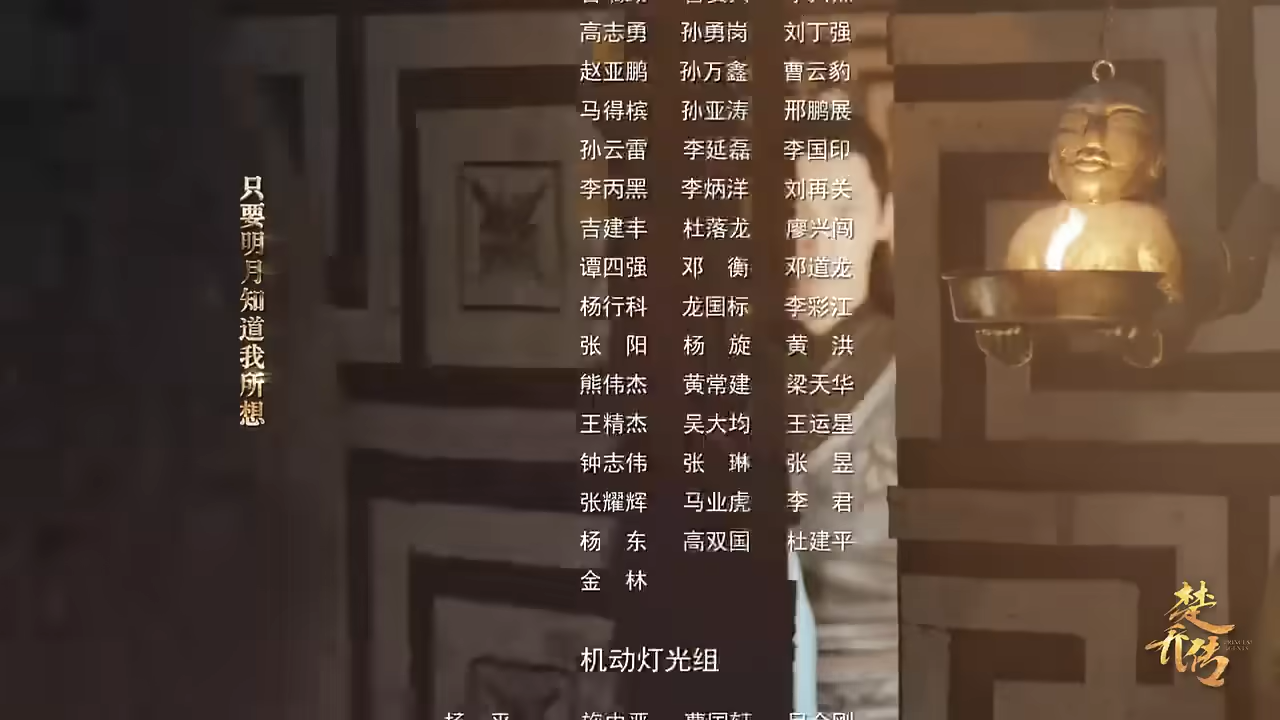 只要明月知道我所想
高志勇 孙勇岗 刘丁强
赵亚鹏 孙万鑫 曹云豹
马得槟 孙亚涛 邢鹏展
孙云雷 李延磊 李国印
李丙黑 李炳洋 刘再关
吉建丰 杜落龙 廖兴闯
谭四强 邓 衡 邓道龙
杨行科 龙国标 李彩江
张 阳 杨 旋 黄 洪
熊伟杰 黄常建 梁天华
王精杰 吴大均 王运星
钟志伟 张 琳 张 昱
张耀辉 马业虎 李 君
杨 东 高双国 杜建平
金 林
机动灯光组
楚乔传